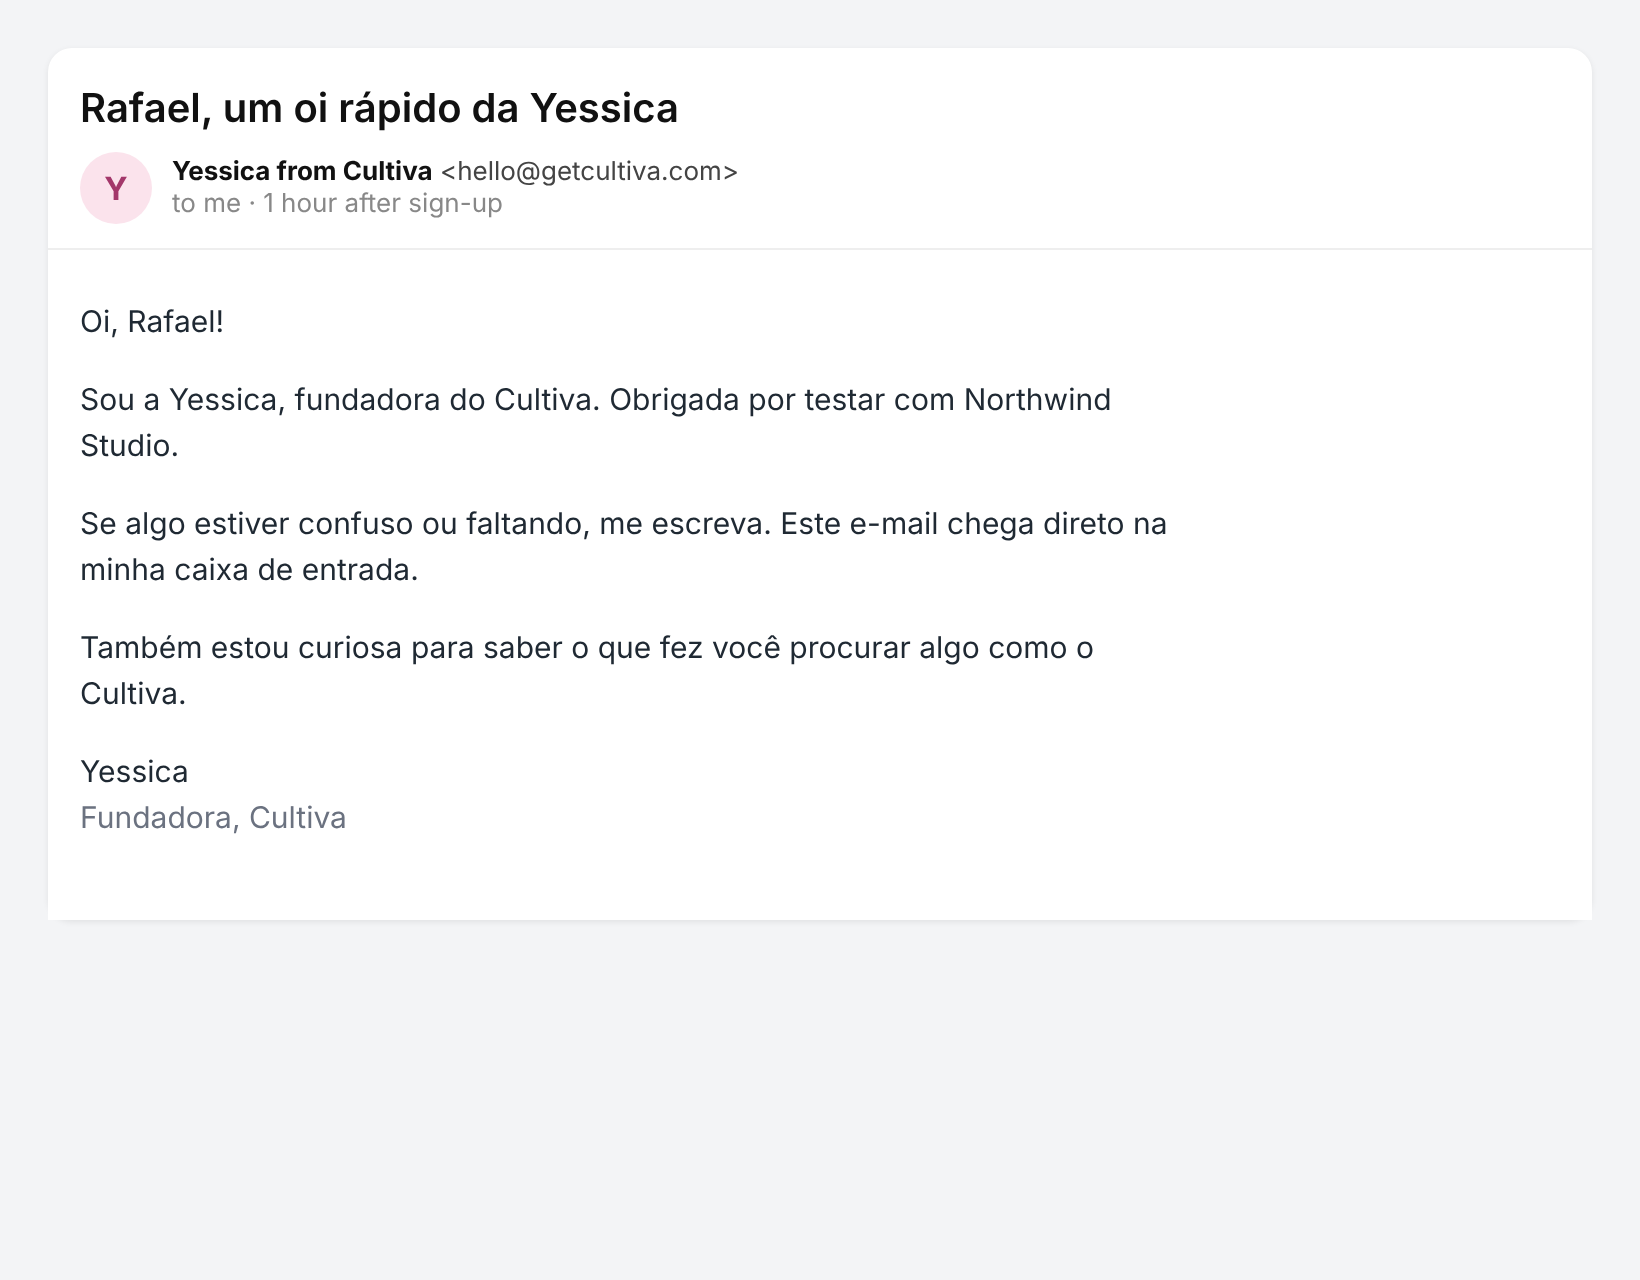 Rafael, um oi rápido da Yessica
Y
Yessica from Cultiva <hello@getcultiva.com>
to me · 1 hour after sign-up
Oi, Rafael!
Sou a Yessica, fundadora do Cultiva. Obrigada por testar com Northwind
Studio.
Se algo estiver confuso ou faltando, me escreva. Este e-mail chega direto na
minha caixa de entrada.
Também estou curiosa para saber o que fez você procurar algo como o
Cultiva.
Yessica
Fundadora, Cultiva